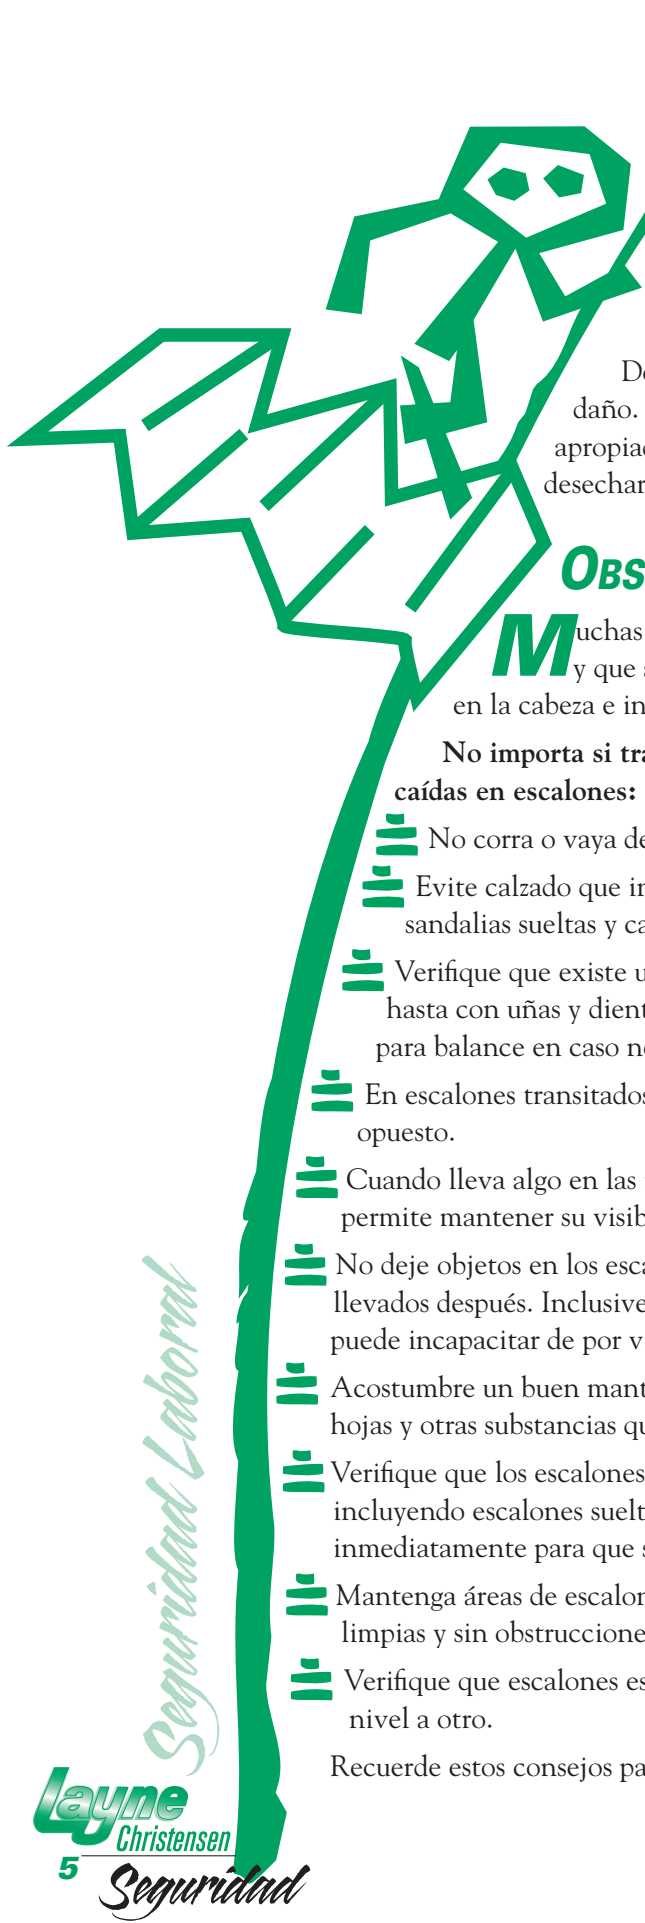 De
daño.
apropiad
desechar
OBS
Muchas
y que s
en la cabeza e in
No importa si tra
caídas en escalones:
No corra o vaya de
Evite calzado que in
sandalias sueltas y ca
Verifique que existe u
hasta con uñas y dient
para balance en caso ne
En escalones transitados
opuesto.
Cuando lleva algo en las
permite mantener su visib
No deje objetos en los esca
llevados después. Inclusive
puede incapacitar de por v
Acostumbre un buen mant
hojas y otras substancias qu
Verifique que los escalones
incluyendo escalones suelt
inmediatamente para que s
Mantenga áreas de escalon
limpias y sin obstruccione
Verifique que escalones es
nivel a otro.
Recuerde estos consejos pa
Seguridad Laboral
Layne
Christensen
5
Seguridad